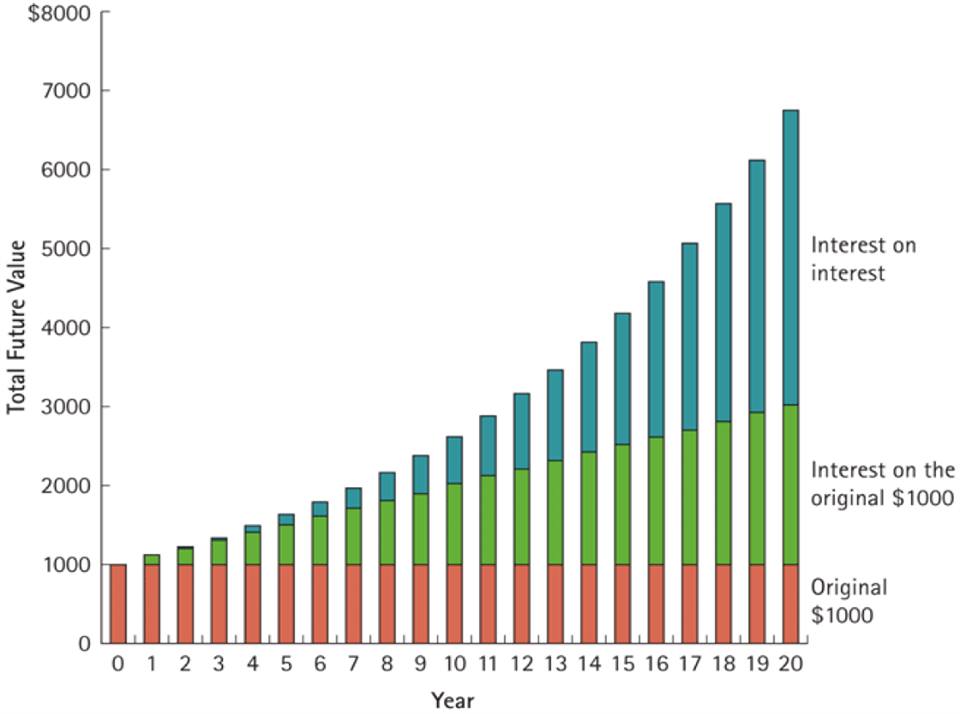 $8000
7000
6000
5000
4000
3000
2000
1000
0
Total Future Value
0 1 2 3 4 5 6 7 8 9 10 11 12 13 14 15 16 17 18 19 20
Year
Interest on
interest
Interest on the
original $1000
Original
$1000